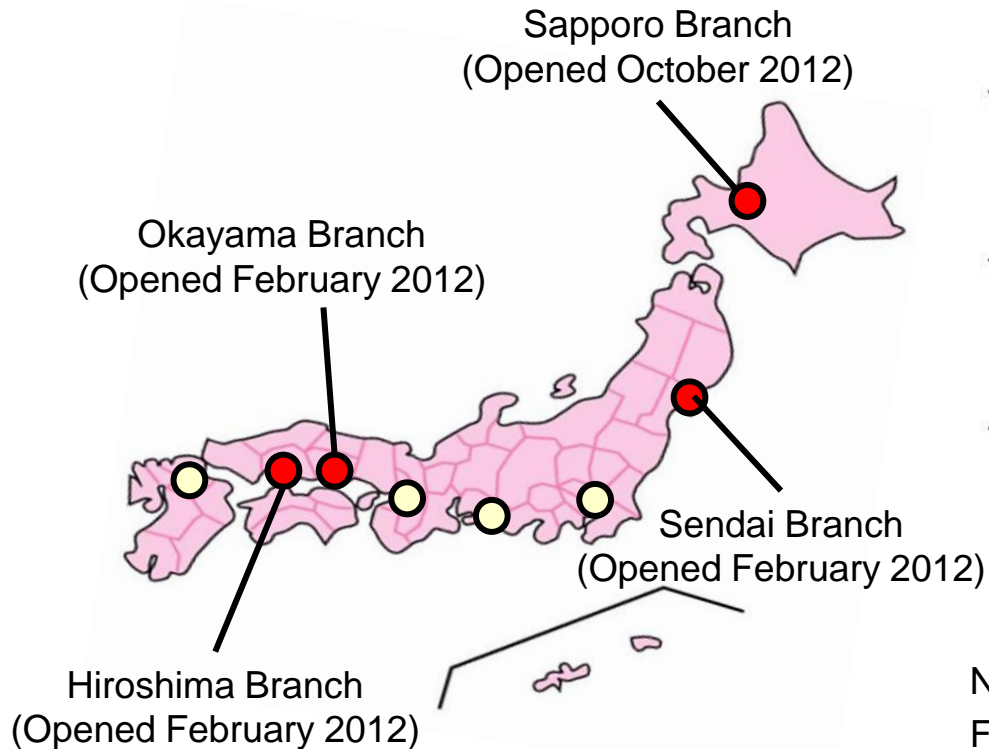 Sapporo Branch
(Opened October 2012)
Okayama Branch
(Opened February 2012)
Sendai Branch
(Opened February 2012)
Hiroshima Branch
(Opened February 2012)
N
F